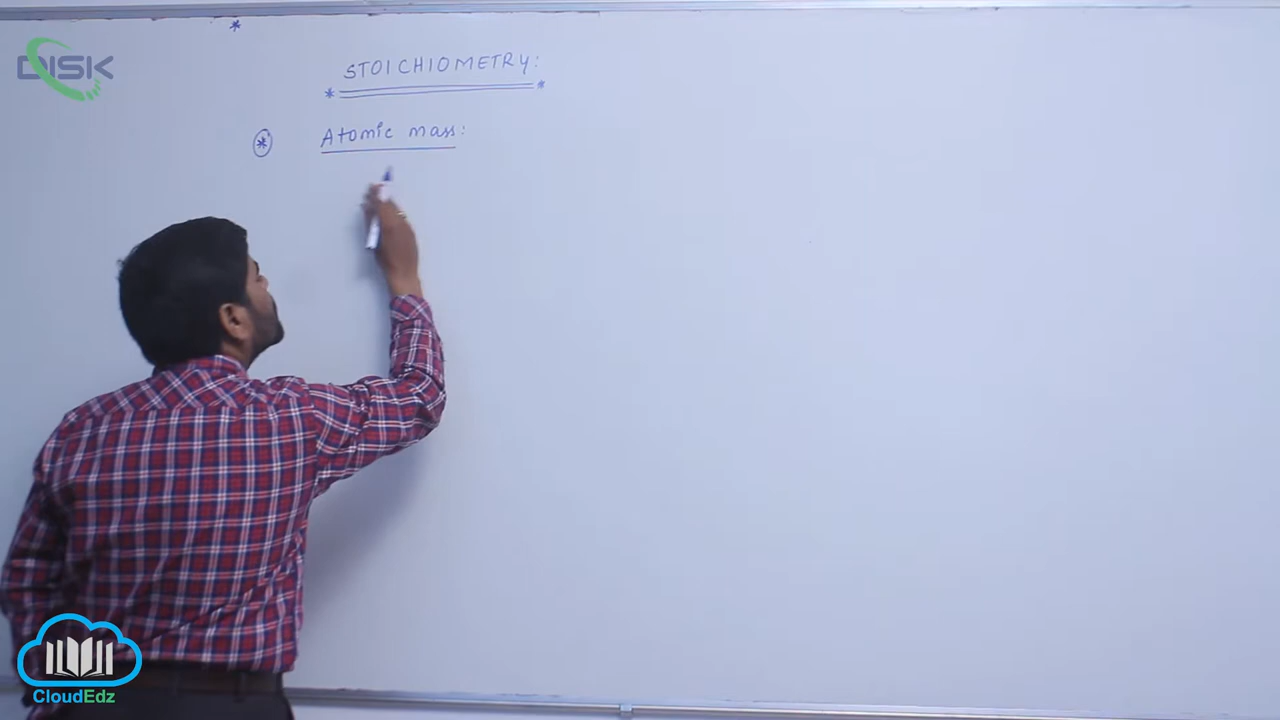 *
DISK
STOICHIOMETRY:
* *
* Atomic mass:
CloudEdz